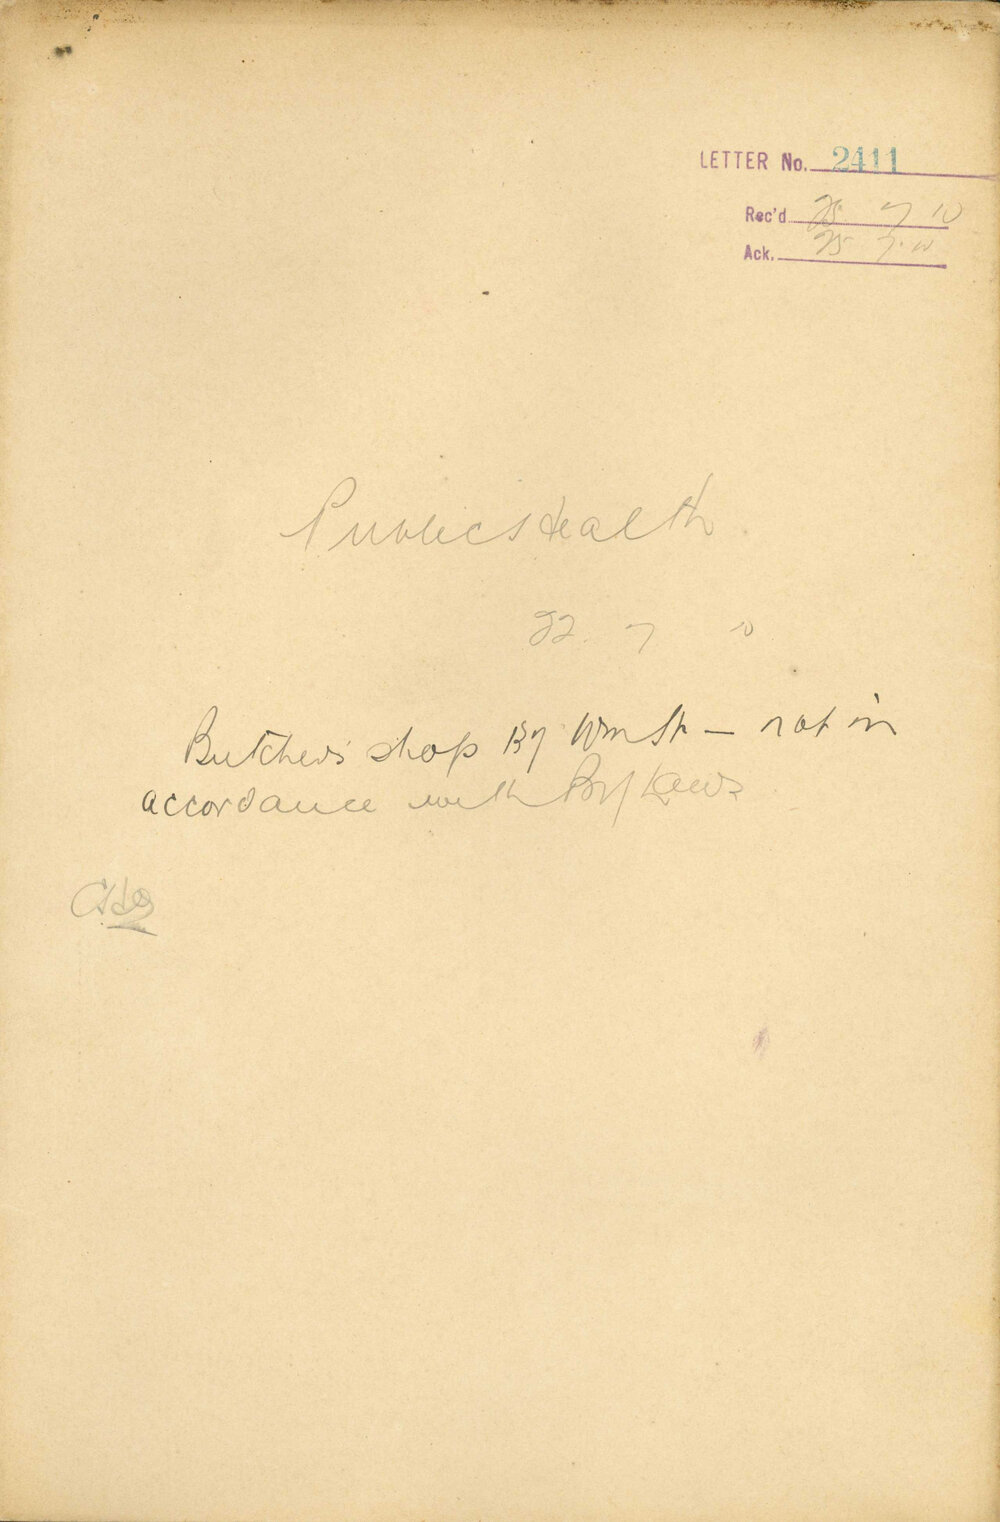 LETTER No. 2411
Rec'd 25 7 10
Ack. 25 7. 10
Public Health
22. 7 10
Butchers shop 137 Wm St — not in
accordance with By Laws